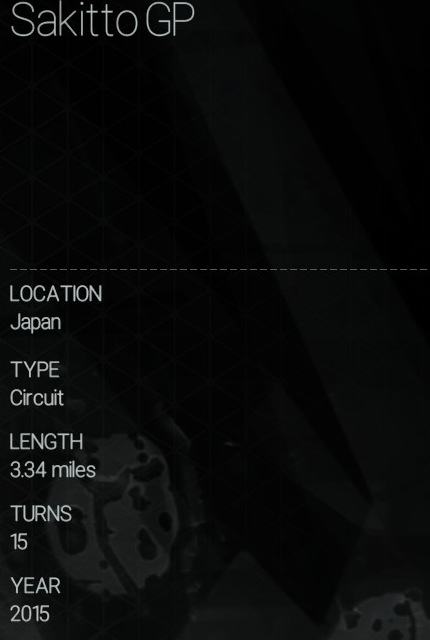 Sakitto GP
LOCATION
Japan
TYPE
Circuit
LENGTH
3.34 miles
TURNS
15
YEAR
2015